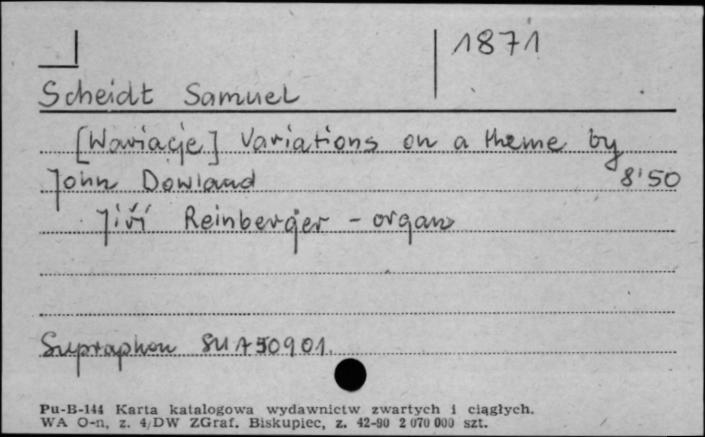 1871
Scheidt Samuel
[Wariacje] Variations on a theme by
John Dowland 8'50
Jiří Reinberger - organ
Supraphon SUA 50901.
Pu-B-144 Karta katalogowa wydawnictw zwartych i ciągłych.
WA O-n, z. 4/DW ZGraf. Biskupiec, z. 42-80 2 070 000 szt.